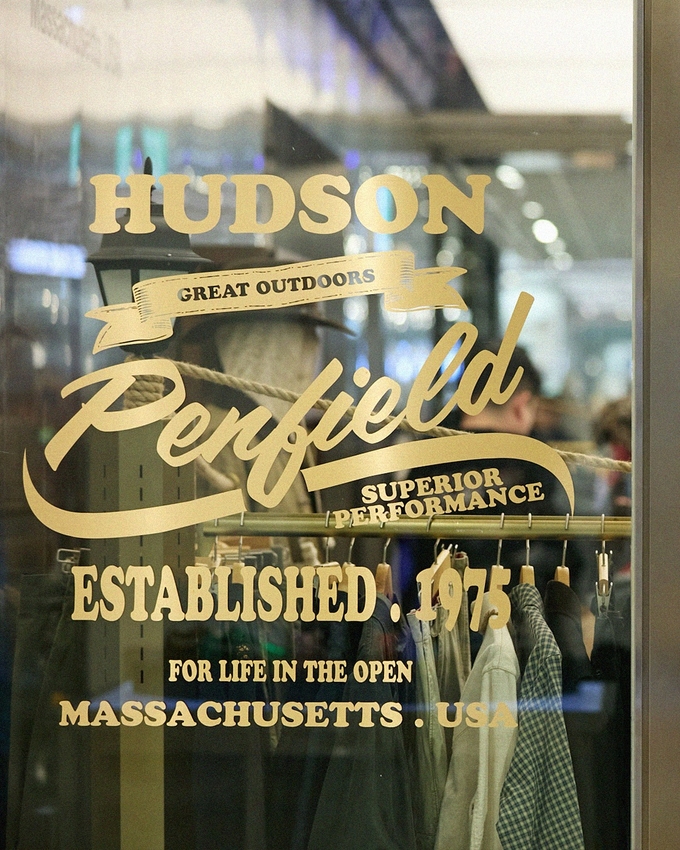 HUDSON
GREAT OUTDOORS
Penfield
SUPERIOR
PERFORMANCE
ESTABLISHED . 1975
FOR LIFE IN THE OPEN
MASSACHUSETTS . USA